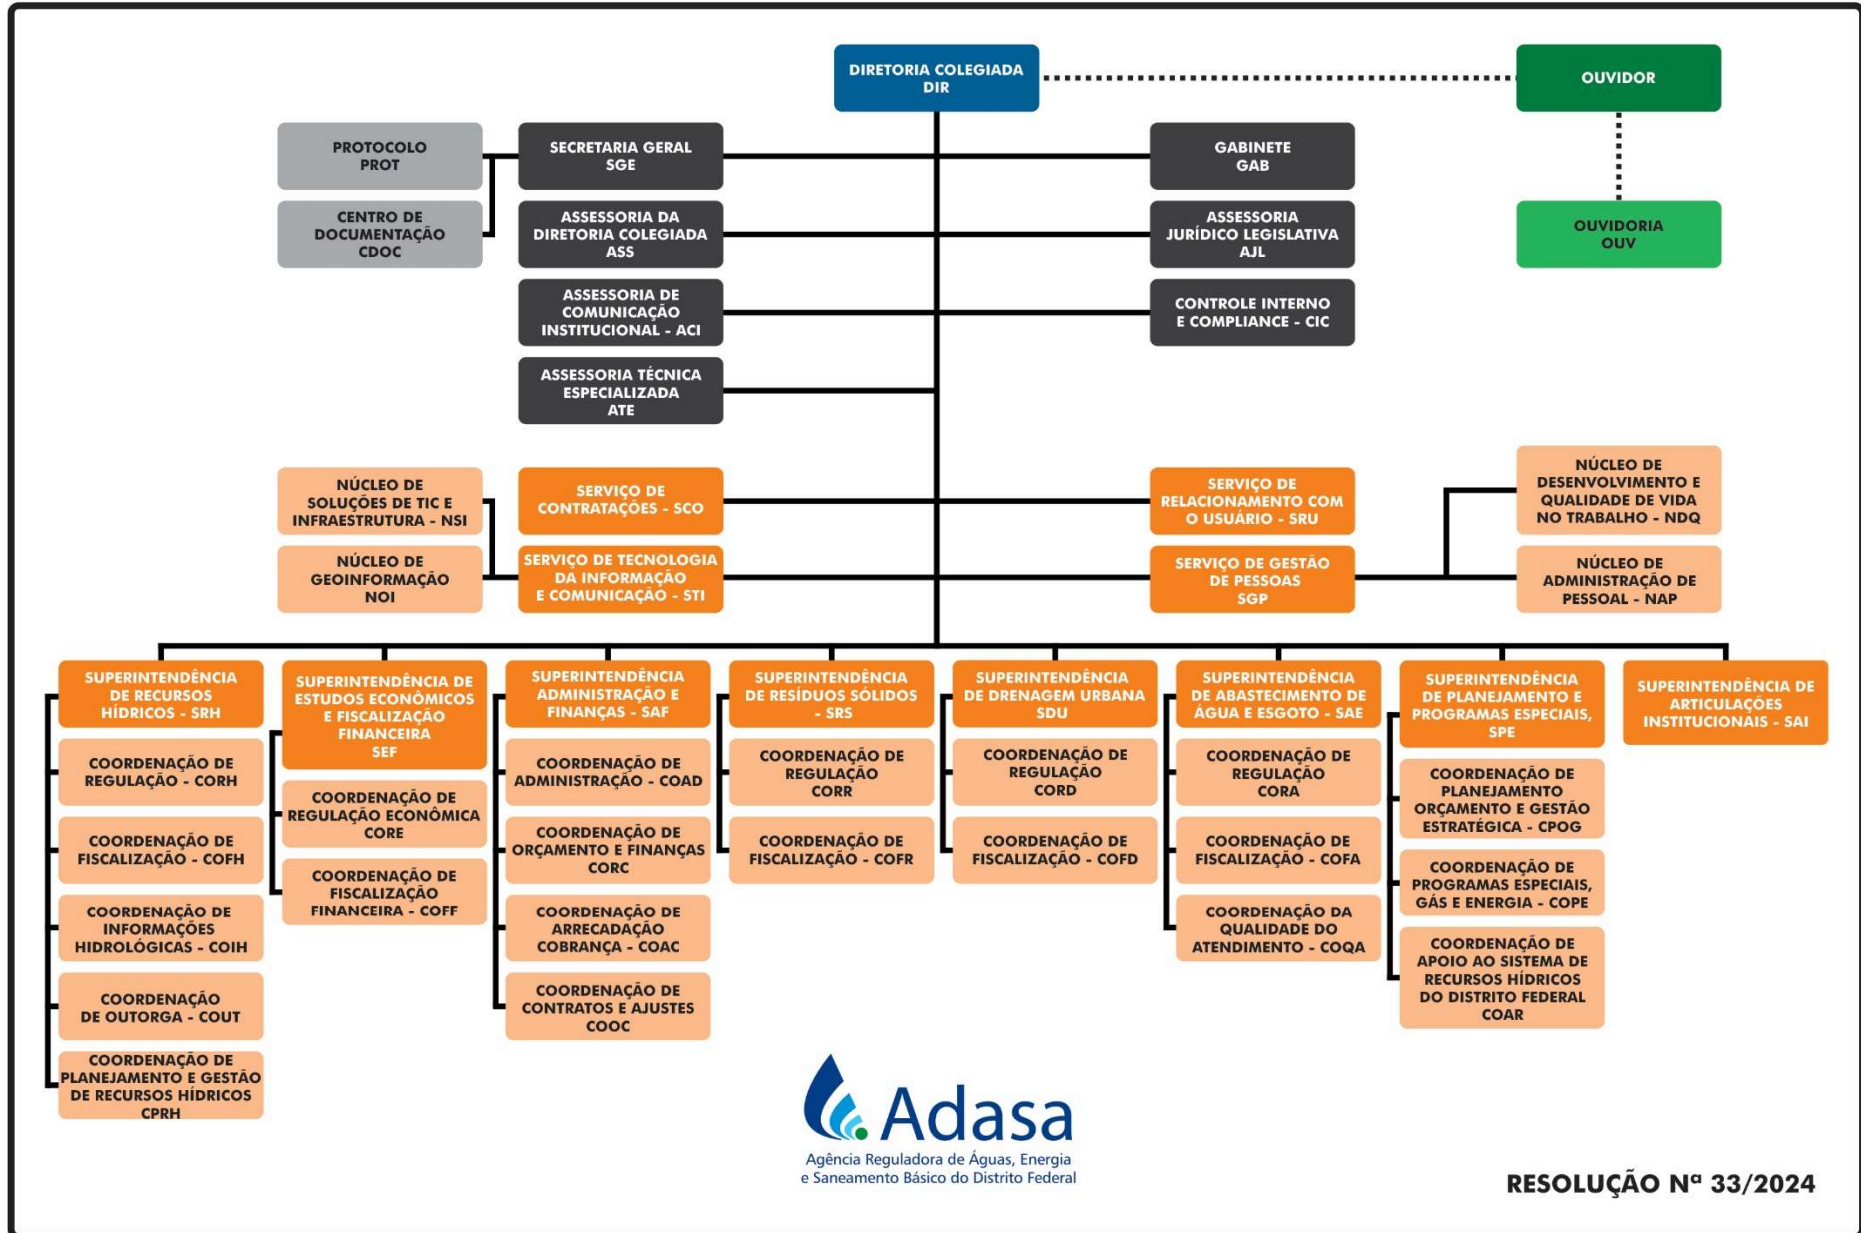 DIRETORIA COLEGIADA
DIR
OUVIDOR
PROTOCOLO
PROT
SECRETARIA GERAL
SGE
GABINETE
GAB
CENTRO DE
DOCUMENTAÇÃO
CDOC
ASSESSORIA DA
DIRETORIA COLEGIADA
ASS
ASSESSORIA
JURÍDICO LEGISLATIVA
AJL
OUVIDORIA
OUV
ASSESSORIA DE
COMUNICAÇÃO
INSTITUCIONAL - ACI
CONTROLE INTERNO
E COMPLIANCE - CIC
ASSESSORIA TÉCNICA
ESPECIALIZADA
ATE
NÚCLEO DE
SOLUÇÕES DE TIC E
INFRAESTRUTURA - NSI
SERVIÇO DE
CONTRATAÇÕES - SCO
SERVIÇO DE
RELACIONAMENTO COM
O USUÁRIO - SRU
NÚCLEO DE
DESENVOLVIMENTO E
QUALIDADE DE VIDA
NO TRABALHO - NDQ
NÚCLEO DE
GEOINFORMAÇÃO
NOI
SERVIÇO DE TECNOLOGIA
DA INFORMAÇÃO
E COMUNICAÇÃO - STI
SERVIÇO DE GESTÃO
DE PESSOAS
SGP
NÚCLEO DE
ADMINISTRAÇÃO DE
PESSOAL - NAP
SUPERINTENDÊNCIA
DE RECURSOS
HÍDRICOS - SRH
COORDENAÇÃO DE
REGULAÇÃO - CORH
COORDENAÇÃO DE
FISCALIZAÇÃO - COFH
COORDENAÇÃO DE
INFORMAÇÕES
HIDROLÓGICAS - COIH
COORDENAÇÃO
DE OUTORGA - COUT
COORDENAÇÃO DE
PLANEJAMENTO E GESTÃO
DE RECURSOS HÍDRICOS
CPRH
SUPERINTENDÊNCIA DE
ESTUDOS ECONÔMICOS
E FISCALIZAÇÃO
FINANCEIRA
SEF
COORDENAÇÃO DE
REGULAÇÃO ECONÔMICA
CORE
COORDENAÇÃO DE
FISCALIZAÇÃO
FINANCEIRA - COFF
SUPERINTENDÊNCIA
ADMINISTRAÇÃO E
FINANÇAS - SAF
COORDENAÇÃO DE
ADMINISTRAÇÃO - COAD
COORDENAÇÃO DE
ORÇAMENTO E FINANÇAS
CORC
COORDENAÇÃO DE
ARRECADAÇÃO
COBRANÇA - COAC
COORDENAÇÃO DE
CONTRATOS E AJUSTES
COOC
SUPERINTENDÊNCIA
DE RESÍDUOS SÓLIDOS
- SRS
COORDENAÇÃO DE
REGULAÇÃO
CORR
COORDENAÇÃO DE
FISCALIZAÇÃO - COFR
SUPERINTENDÊNCIA
DE DRENAGEM URBANA
SDU
COORDENAÇÃO DE
REGULAÇÃO
CORD
COORDENAÇÃO DE
FISCALIZAÇÃO - COFD
SUPERINTENDÊNCIA
DE ABASTECIMENTO DE
ÁGUA E ESGOTO - SAE
COORDENAÇÃO DE
REGULAÇÃO
CORA
COORDENAÇÃO DE
FISCALIZAÇÃO - COFA
COORDENAÇÃO DA
QUALIDADE DO
ATENDIMENTO - COQA
SUPERINTENDÊNCIA
DE PLANEJAMENTO E
PROGRAMAS ESPECIAIS,
SPE
COORDENAÇÃO DE
PLANEJAMENTO
ORÇAMENTO E GESTÃO
ESTRATÉGICA - CPOG
COORDENAÇÃO DE
PROGRAMAS ESPECIAIS,
GÁS E ENERGIA - COPE
COORDENAÇÃO DE
APOIO AO SISTEMA DE
RECURSOS HÍDRICOS
DO DISTRITO FEDERAL
COAR
SUPERINTENDÊNCIA DE
ARTICULAÇÕES
INSTITUCIONAIS - SAI
Adasa
Agência Reguladora de Águas, Energia
e Saneamento Básico do Distrito Federal
RESOLUÇÃO Nª 33/2024